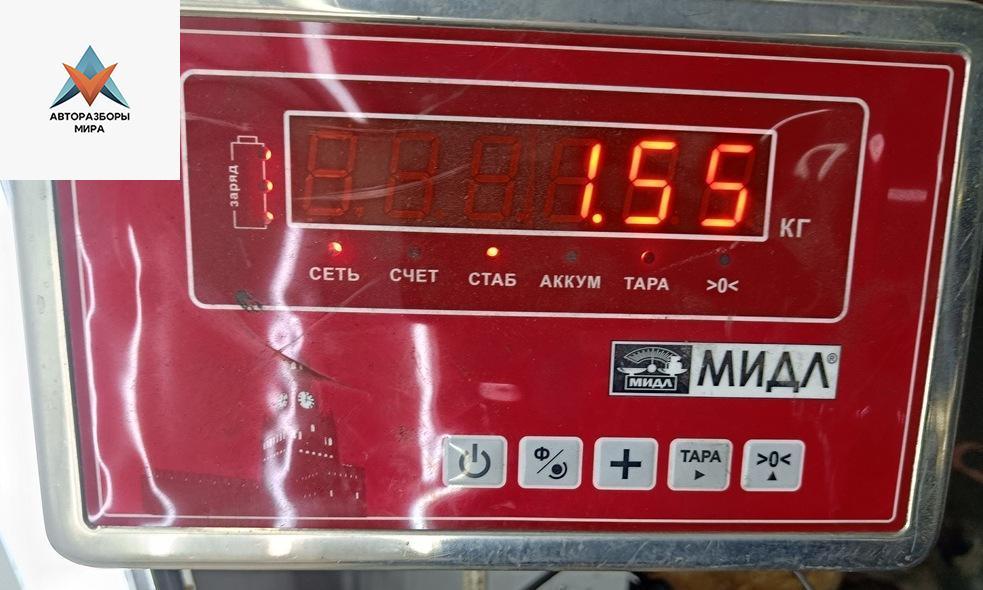 АВТОРАЗБОРЫ
МИРА
заряд
1.55
КГ
СЕТЬ СЧЕТ СТАБ АККУМ ТАРА >0<
МИДЛ МИДЛ®
Ф ТАРА >0<